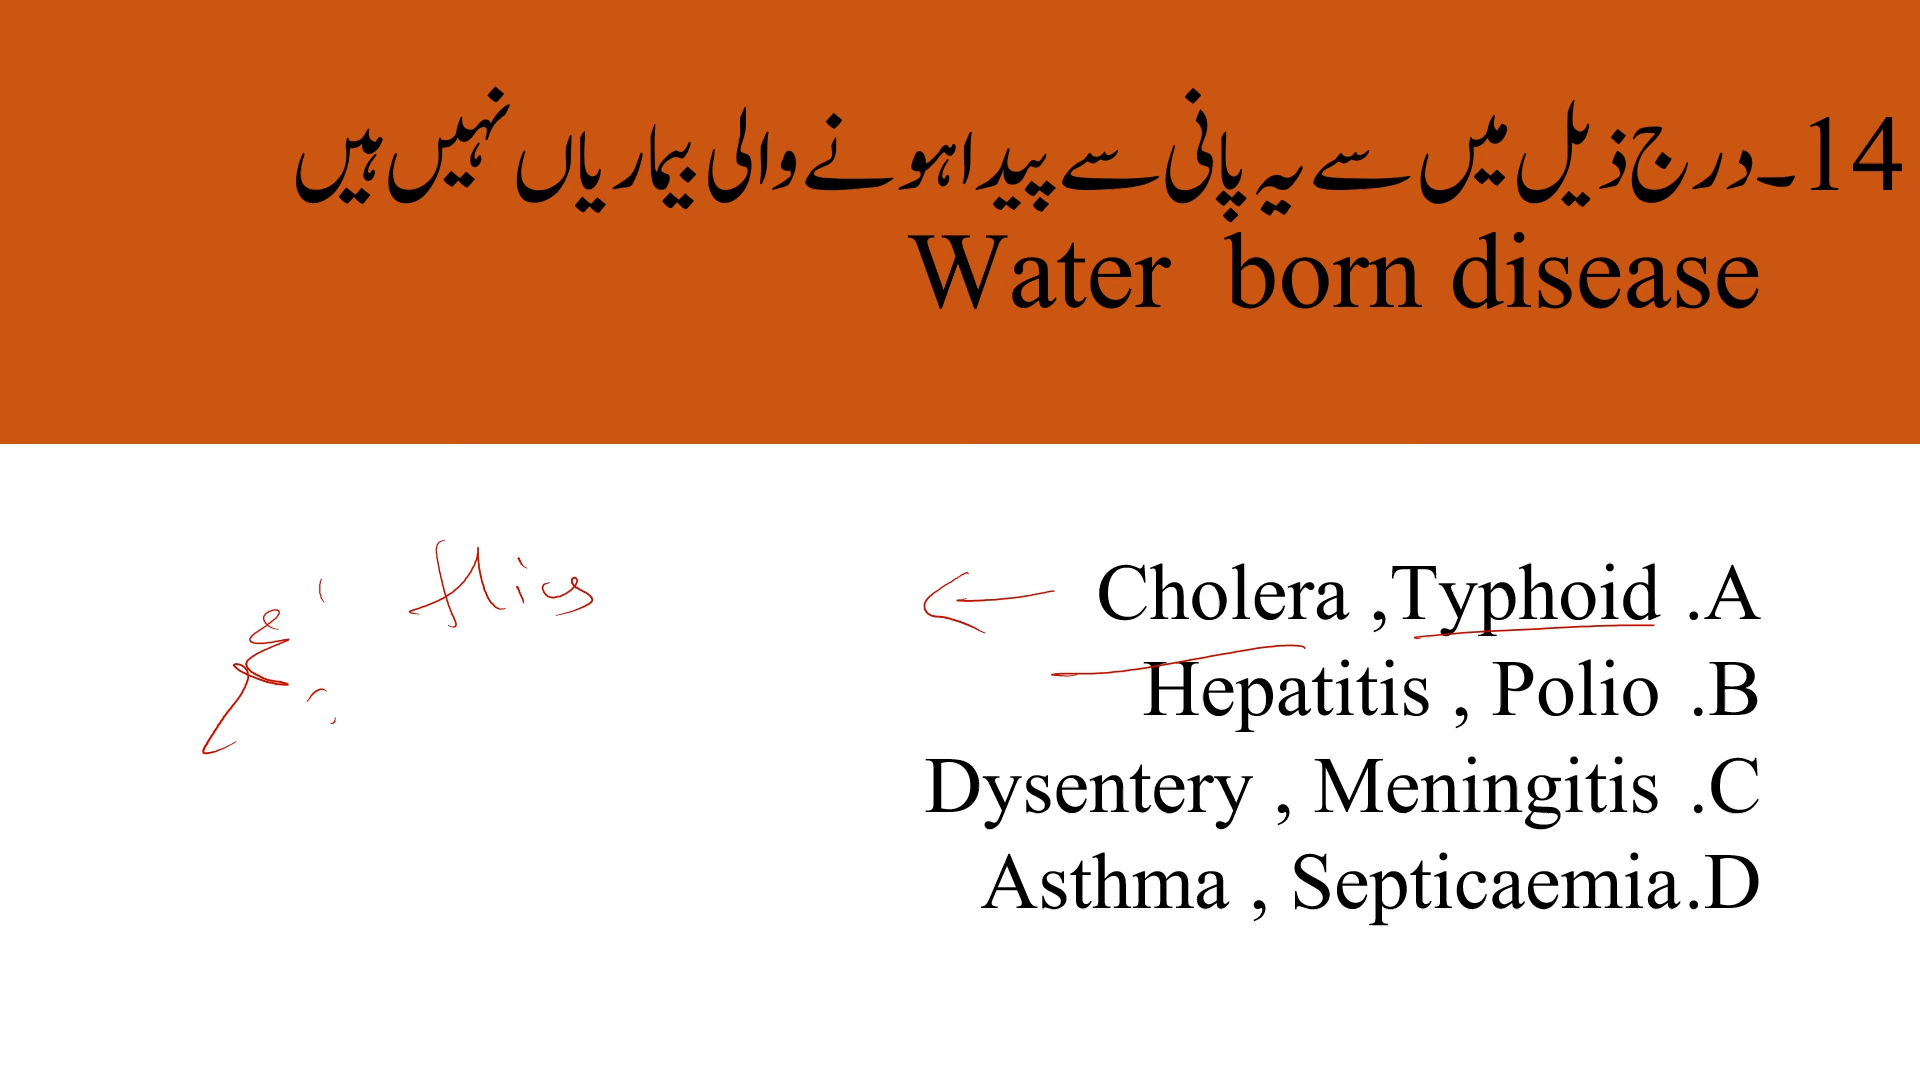 14۔درج ذیل میں سے یہ پانی سے پیدا ہونے والی بیماریاں نہیں ہیں
Water born disease
A. Cholera ,Typhoid
B. Hepatitis , Polio
C. Dysentery , Meningitis
D. Asthma , Septicaemia
flies